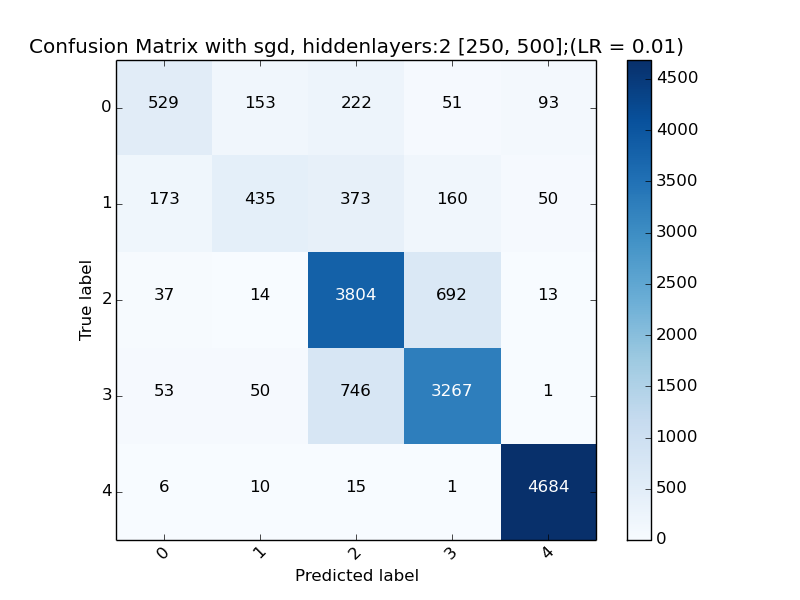 Confusion Matrix with sgd, hiddenlayers:2 [250, 500];(LR = 0.01)
0 529 153 222 51 93
1 173 435 373 160 50
2 37 14 3804 692 13
3 53 50 746 3267 1
4 6 10 15 1 4684
0 1 2 3 4
True label
Predicted label
4500
4000
3500
3000
2500
2000
1500
1000
500
0